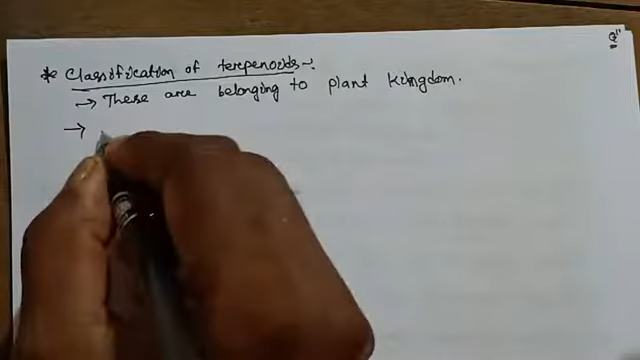 * Classification of terpenoids ~:
→ These are belonging to plant kingdom.
→